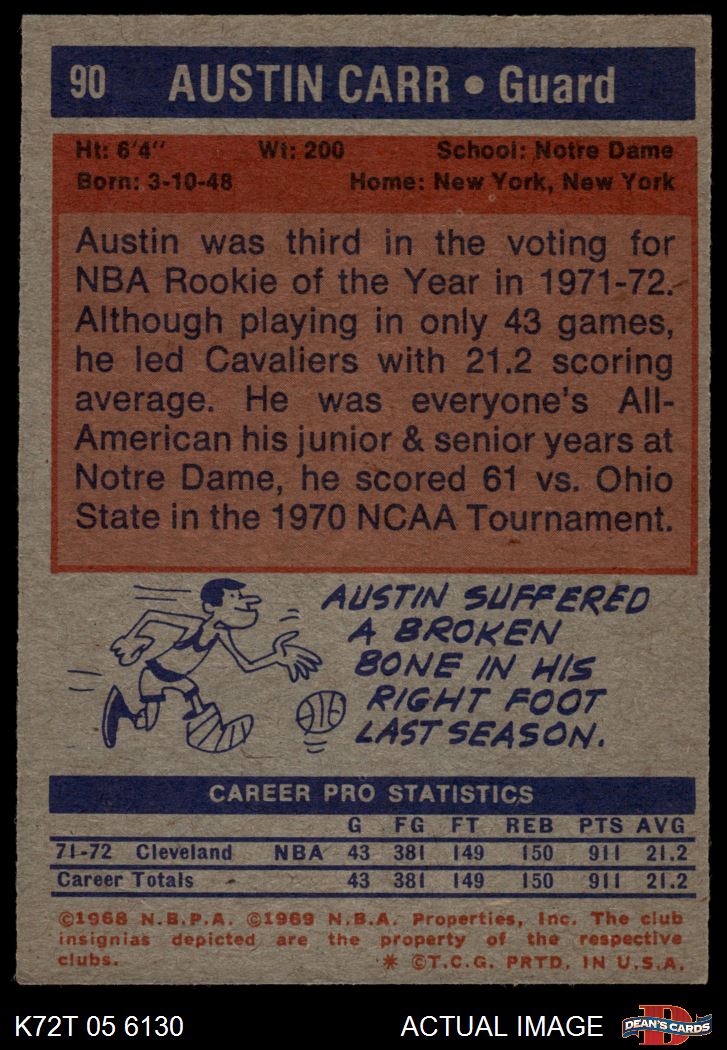 90 AUSTIN CARR • Guard
Ht: 6'4" Wt: 200 School: Notre Dame
Born: 3-10-48 Home: New York, New York
Austin was third in the voting for
NBA Rookie of the Year in 1971-72.
Although playing in only 43 games,
he led Cavaliers with 21.2 scoring
average. He was everyone's All-
American his junior & senior years at
Notre Dame, he scored 61 vs. Ohio
State in the 1970 NCAA Tournament.
AUSTIN SUFFERED
A BROKEN
BONE IN HIS
RIGHT FOOT
LAST SEASON.
CAREER PRO STATISTICS
G FG FT REB PTS AVG
71-72 Cleveland NBA 43 381 149 150 911 21.2
Career Totals 43 381 149 150 911 21.2
©1968 N.B.P.A. ©1969 N.B.A. Properties, Inc. The club
insignias depicted are the property of the respective
clubs. * ©T.C.G. PRTD. IN U.S.A.
K72T 05 6130 ACTUAL IMAGE D DEAN'S CARDS